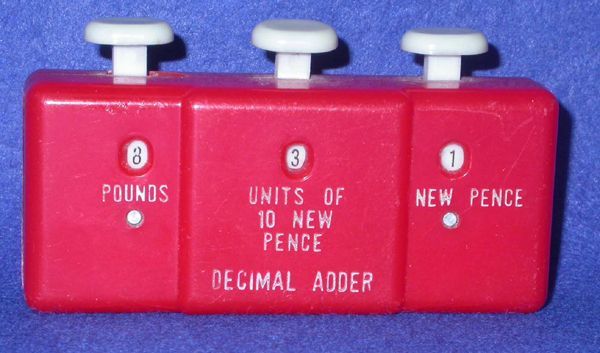 8 3 1
POUNDS
UNITS OF
10 NEW
PENCE
NEW PENCE
DECIMAL ADDER